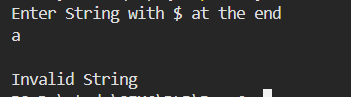 Enter String with $ at the end
a
Invalid String